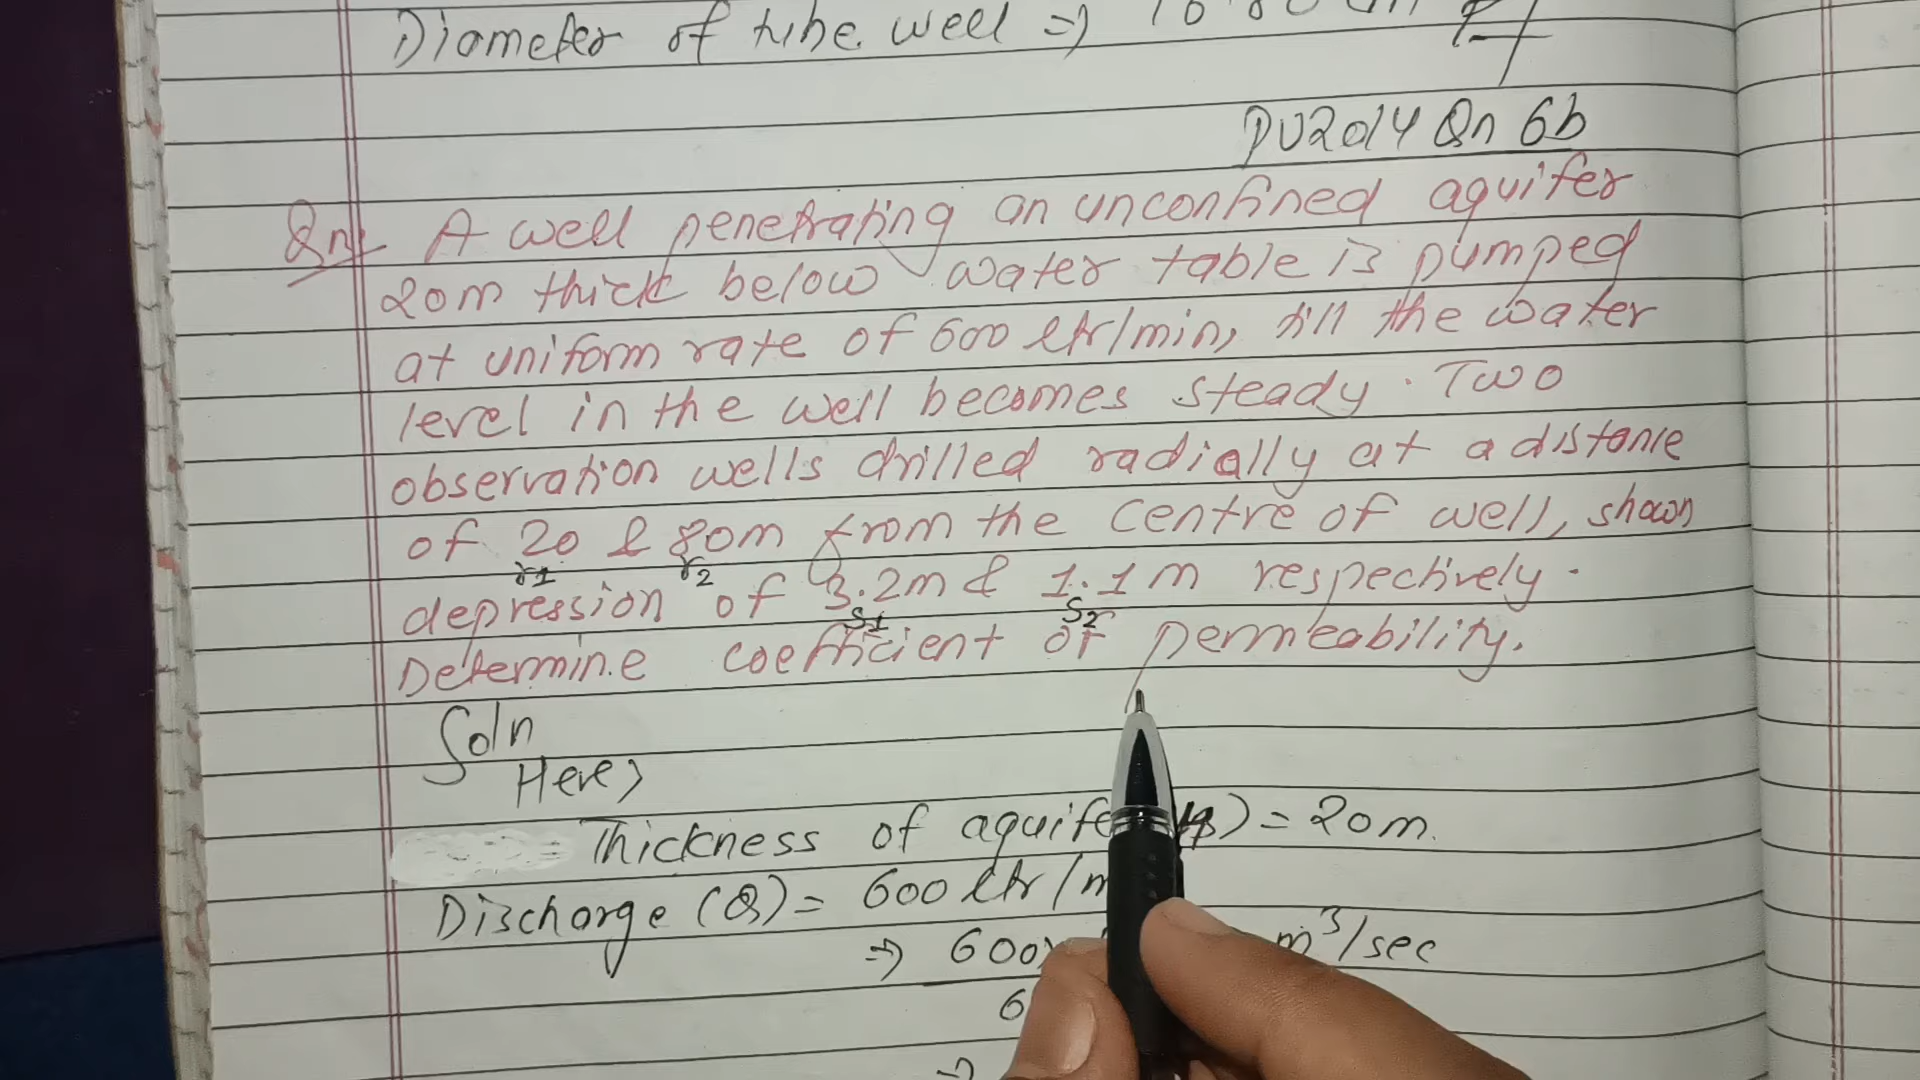 Diameter of tube well =>
PU2014 Qn 6b
Qn: A well penetrating an unconfined aquifer
20m thick below water table is pumped
at uniform rate of 600 ltr/min, till the water
level in the well becomes steady. Two
observation wells drilled radially at a distance
of 20 & 80m from the centre of well, shown
r1 r2
depression of 3.2m & 1.1m respectively.
S1 S2
Determine coefficient of permeability.
Soln
Here,
Thickness of aquifer = 20m.
Discharge (Q) = 600 ltr/
=> 600 m³/sec
6
=>